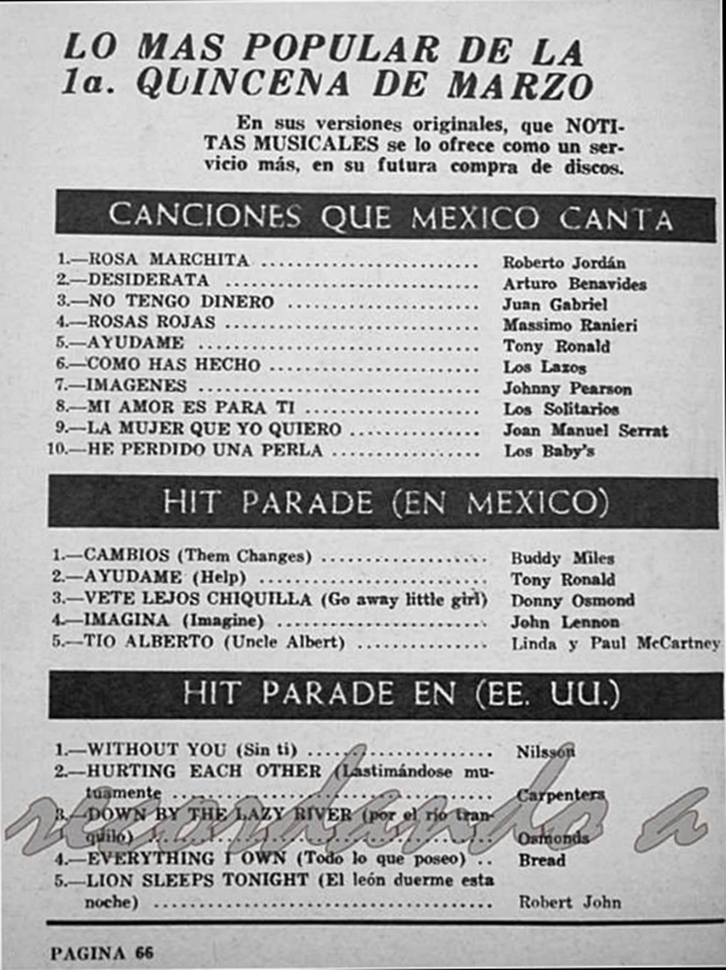 LO MAS POPULAR DE LA
1a. QUINCENA DE MARZO
En sus versiones originales, que NOTI-
TAS MUSICALES se lo ofrece como un ser-
vicio más, en su futura compra de discos.
CANCIONES QUE MEXICO CANTA
1.—ROSA MARCHITA ........................ Roberto Jordán
2.—DESIDERATA ............................ Arturo Benavides
3.—NO TENGO DINERO ..................... Juan Gabriel
4.—ROSAS ROJAS ............................ Massimo Ranieri
5.—AYUDAME ................................ Tony Ronald
6.—COMO HAS HECHO ....................... Los Lazos
7.—IMAGENES ............................... Johnny Pearson
8.—MI AMOR ES PARA TI ................... Los Solitarios
9.—LA MUJER QUE YO QUIERO .............. Joan Manuel Serrat
10.—HE PERDIDO UNA PERLA ................ Los Baby's
HIT PARADE (EN MEXICO)
1.—CAMBIOS (Them Changes) ................... Buddy Miles
2.—AYUDAME (Help) .......................... Tony Ronald
3.—VETE LEJOS CHIQUILLA (Go away little girl) Donny Osmond
4.—IMAGINA (Imagine) ........................ John Lennon
5.—TIO ALBERTO (Uncle Albert) ............... Linda y Paul McCartney
HIT PARADE EN (EE. UU.)
1.—WITHOUT YOU (Sin ti) ..................... Nilsson
2.—HURTING EACH OTHER (Lastimándose mu-
tuamente .................................... Carpenters
3.—DOWN BY THE LAZY RIVER (por el río tran-
quilo) ....................................... Osmonds
4.—EVERYTHING I OWN (Todo lo que poseo) .. Bread
5.—LION SLEEPS TONIGHT (El león duerme esta
noche) ...................................... Robert John
recordando a
PAGINA 66